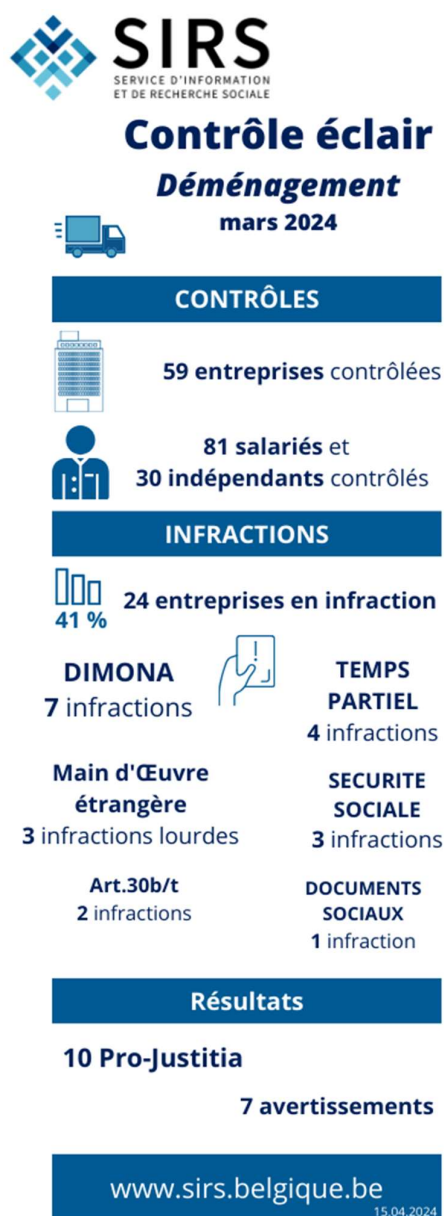 SIRS
SERVICE D'INFORMATION
ET DE RECHERCHE SOCIALE
Contrôle éclair
Déménagement
mars 2024
CONTRÔLES
59 entreprises contrôlées
81 salariés et
30 indépendants contrôlés
INFRACTIONS
41 %
24 entreprises en infraction
DIMONA
7 infractions
TEMPS
PARTIEL
4 infractions
Main d'Œuvre
étrangère
3 infractions lourdes
SECURITE
SOCIALE
3 infractions
Art.30b/t
2 infractions
DOCUMENTS
SOCIAUX
1 infraction
Résultats
10 Pro-Justitia
7 avertissements
www.sirs.belgique.be
15.04.2024